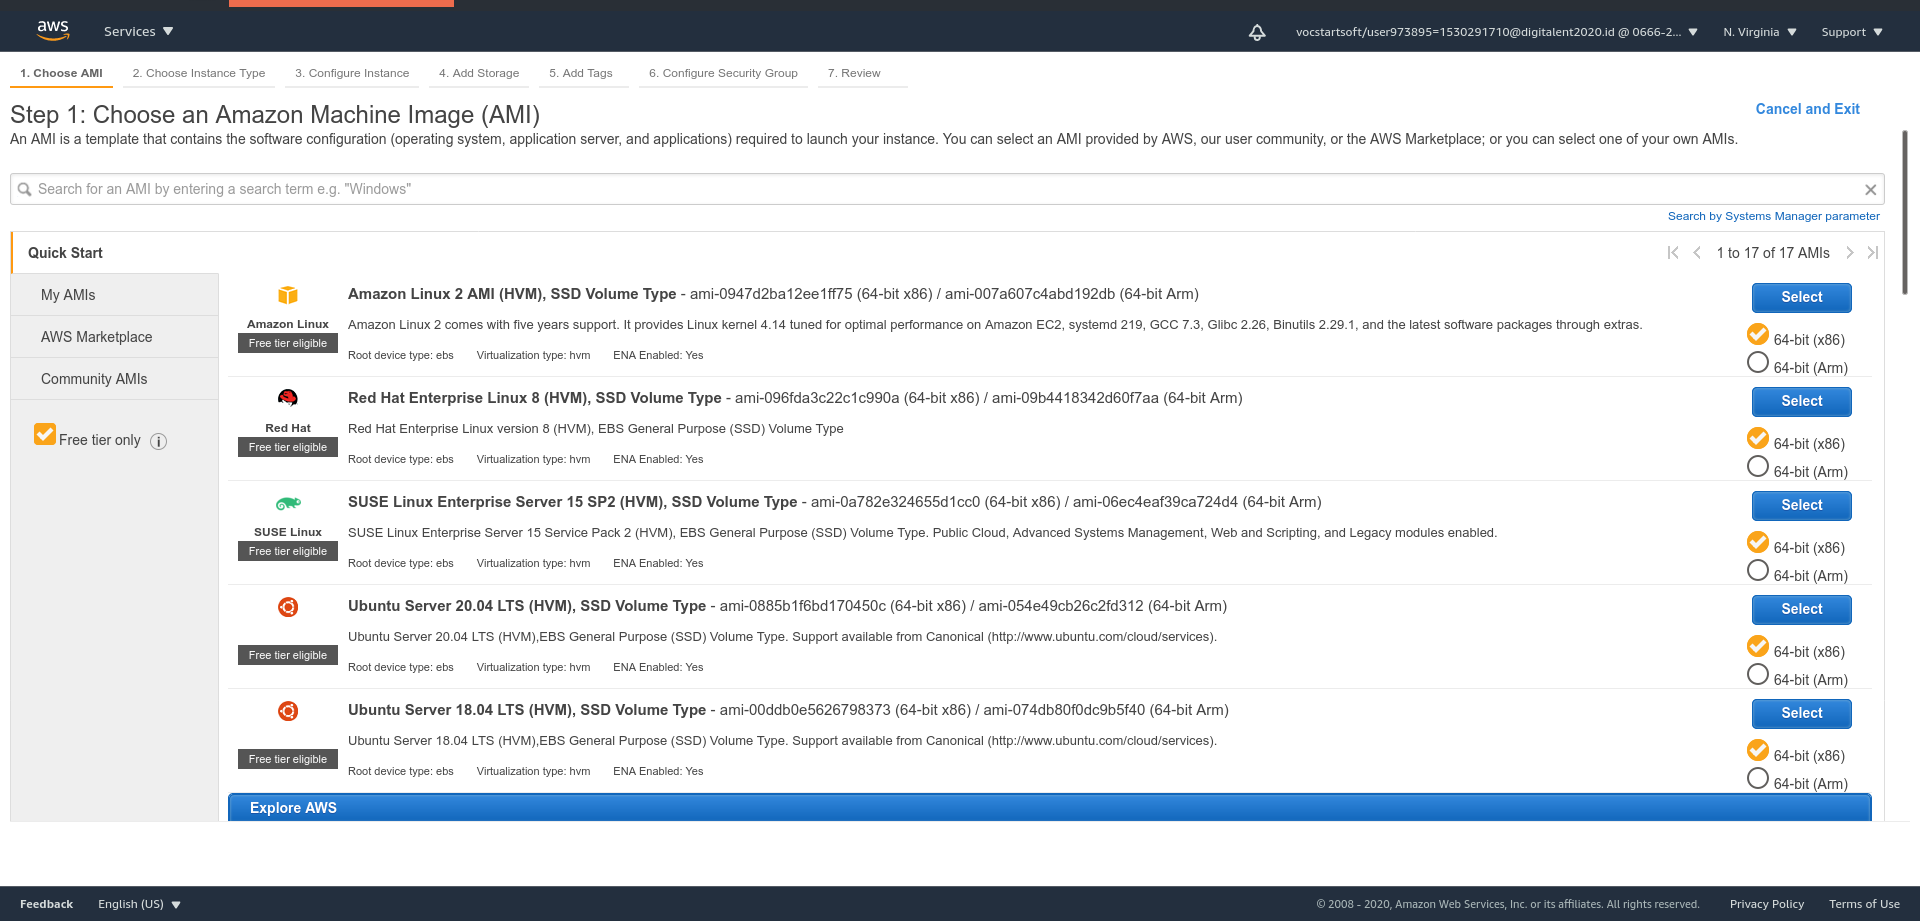 aws Services vocstartsoft/user973895=1530291710@digitalent2020.id @ 0666-2... N. Virginia Support
1. Choose AMI 2. Choose Instance Type 3. Configure Instance 4. Add Storage 5. Add Tags 6. Configure Security Group 7. Review
Step 1: Choose an Amazon Machine Image (AMI)
Cancel and Exit
An AMI is a template that contains the software configuration (operating system, application server, and applications) required to launch your instance. You can select an AMI provided by AWS, our user community, or the AWS Marketplace; or you can select one of your own AMIs.
Search for an AMI by entering a search term e.g. "Windows"
Search by Systems Manager parameter
Quick Start
1 to 17 of 17 AMIs
My AMIs
AWS Marketplace
Community AMIs
Free tier only
Amazon Linux
Free tier eligible
Amazon Linux 2 AMI (HVM), SSD Volume Type - ami-0947d2ba12ee1ff75 (64-bit x86) / ami-007a607c4abd192db (64-bit Arm)
Amazon Linux 2 comes with five years support. It provides Linux kernel 4.14 tuned for optimal performance on Amazon EC2, systemd 219, GCC 7.3, Glibc 2.26, Binutils 2.29.1, and the latest software packages through extras.
Root device type: ebs Virtualization type: hvm ENA Enabled: Yes
Select
64-bit (x86)
64-bit (Arm)
Red Hat
Free tier eligible
Red Hat Enterprise Linux 8 (HVM), SSD Volume Type - ami-096fda3c22c1c990a (64-bit x86) / ami-09b4418342d60f7aa (64-bit Arm)
Red Hat Enterprise Linux version 8 (HVM), EBS General Purpose (SSD) Volume Type
Root device type: ebs Virtualization type: hvm ENA Enabled: Yes
Select
64-bit (x86)
64-bit (Arm)
SUSE Linux
Free tier eligible
SUSE Linux Enterprise Server 15 SP2 (HVM), SSD Volume Type - ami-0a782e324655d1cc0 (64-bit x86) / ami-06ec4eaf39ca724d4 (64-bit Arm)
SUSE Linux Enterprise Server 15 Service Pack 2 (HVM), EBS General Purpose (SSD) Volume Type. Public Cloud, Advanced Systems Management, Web and Scripting, and Legacy modules enabled.
Root device type: ebs Virtualization type: hvm ENA Enabled: Yes
Select
64-bit (x86)
64-bit (Arm)
Free tier eligible
Ubuntu Server 20.04 LTS (HVM), SSD Volume Type - ami-0885b1f6bd170450c (64-bit x86) / ami-054e49cb26c2fd312 (64-bit Arm)
Ubuntu Server 20.04 LTS (HVM),EBS General Purpose (SSD) Volume Type. Support available from Canonical (http://www.ubuntu.com/cloud/services).
Root device type: ebs Virtualization type: hvm ENA Enabled: Yes
Select
64-bit (x86)
64-bit (Arm)
Free tier eligible
Ubuntu Server 18.04 LTS (HVM), SSD Volume Type - ami-00ddb0e5626798373 (64-bit x86) / ami-074db80f0dc9b5f40 (64-bit Arm)
Ubuntu Server 18.04 LTS (HVM),EBS General Purpose (SSD) Volume Type. Support available from Canonical (http://www.ubuntu.com/cloud/services).
Root device type: ebs Virtualization type: hvm ENA Enabled: Yes
Select
64-bit (x86)
64-bit (Arm)
Explore AWS
Feedback English (US) © 2008 - 2020, Amazon Web Services, Inc. or its affiliates. All rights reserved. Privacy Policy Terms of Use